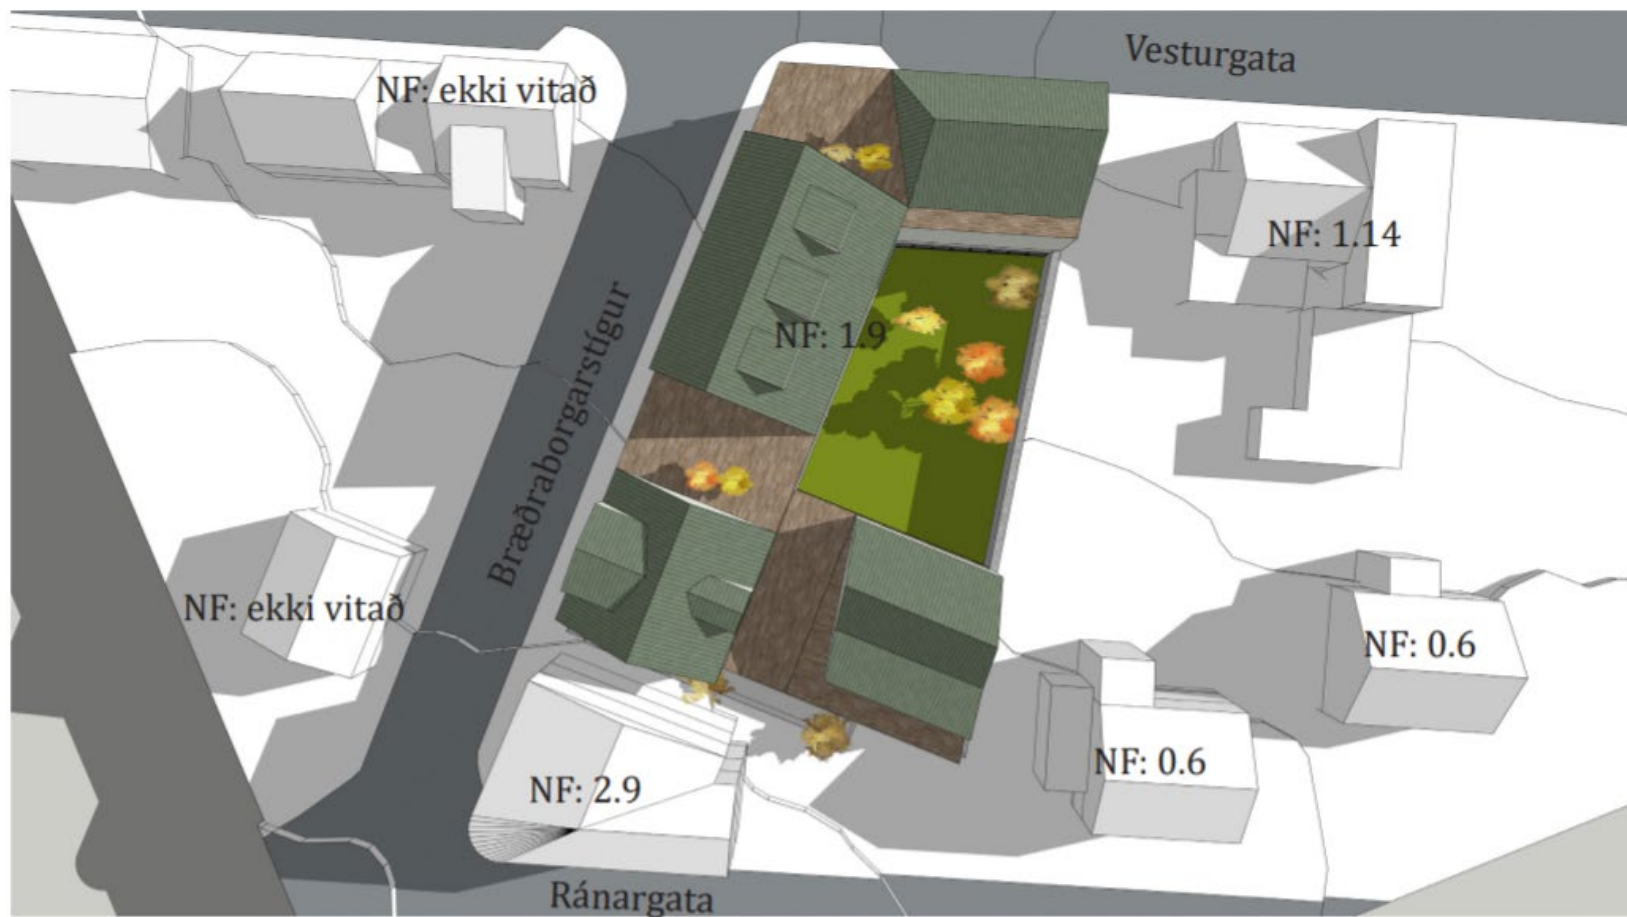 Vesturgata
NF: ekki vitað
NF: 1.14
NF: 1.9
Bræðraborgarstígur
NF: ekki vitað
NF: 0.6
NF: 0.6
NF: 2.9
Ránargata